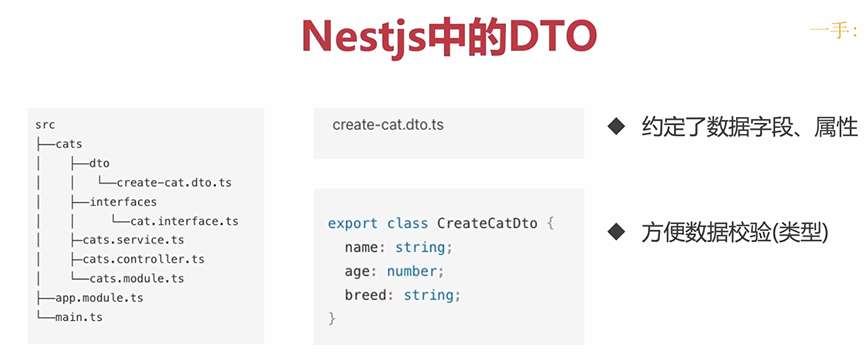 Nestjs中的DTO
一手:
src
├──cats
│   ├──dto
│   │   └──create-cat.dto.ts
│   ├──interfaces
│   │   └──cat.interface.ts
│   ├──cats.service.ts
│   ├──cats.controller.ts
│   └──cats.module.ts
├──app.module.ts
└──main.ts
create-cat.dto.ts
export class CreateCatDto {
  name: string;
  age: number;
  breed: string;
}
◆ 约定了数据字段、属性
◆ 方便数据校验(类型)